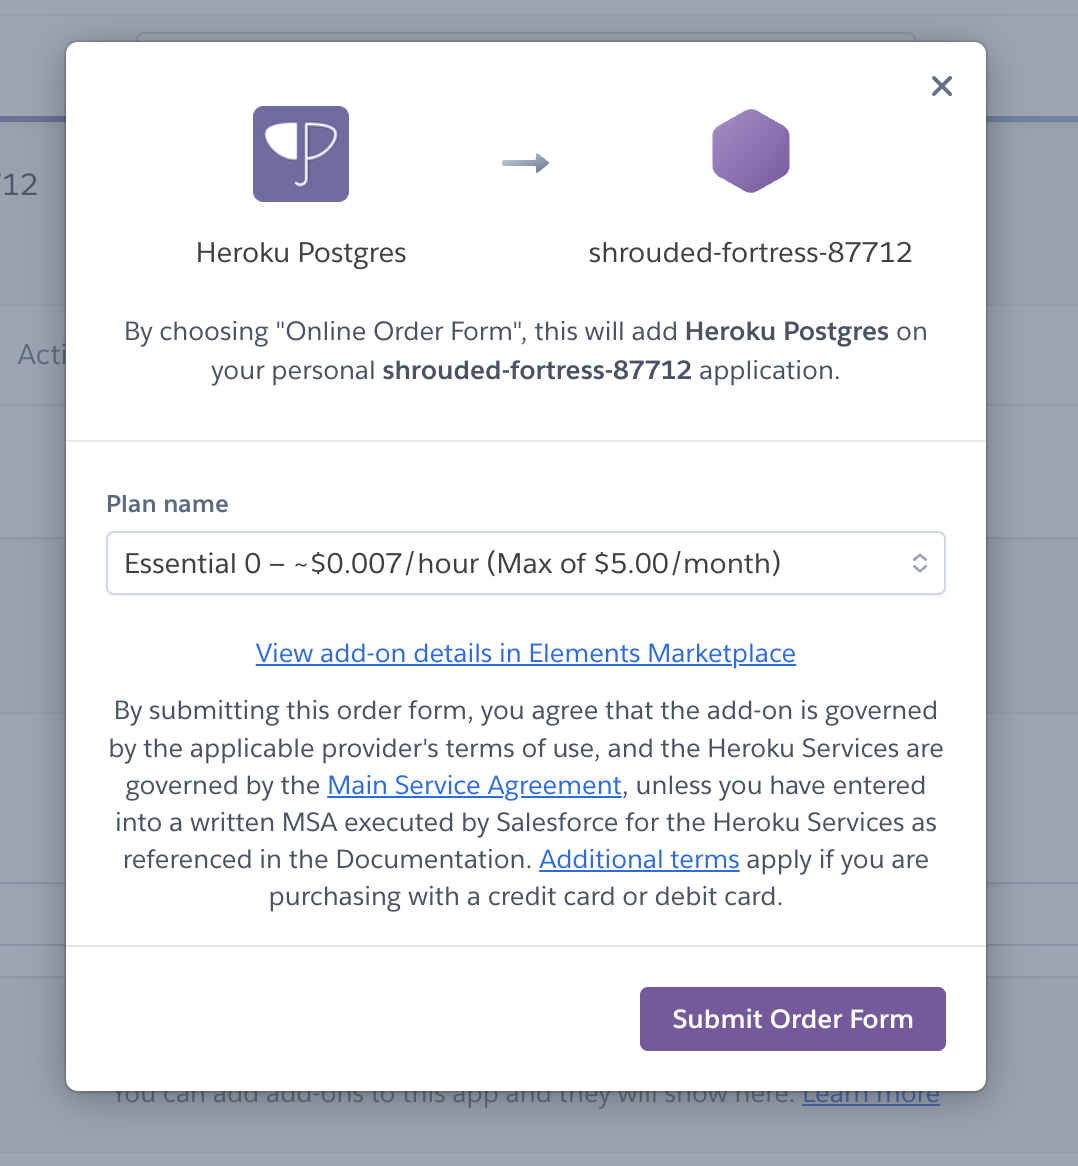 Heroku Postgres
shrouded-fortress-87712
By choosing "Online Order Form", this will add Heroku Postgres on
your personal shrouded-fortress-87712 application.
712
Acti
Plan name
Essential 0 – ~$0.007/hour (Max of $5.00/month)
View add-on details in Elements Marketplace
By submitting this order form, you agree that the add-on is governed
by the applicable provider's terms of use, and the Heroku Services are
governed by the Main Service Agreement, unless you have entered
into a written MSA executed by Salesforce for the Heroku Services as
referenced in the Documentation. Additional terms apply if you are
purchasing with a credit card or debit card.
Submit Order Form
You can add add-ons to this app and they will show here. Learn more